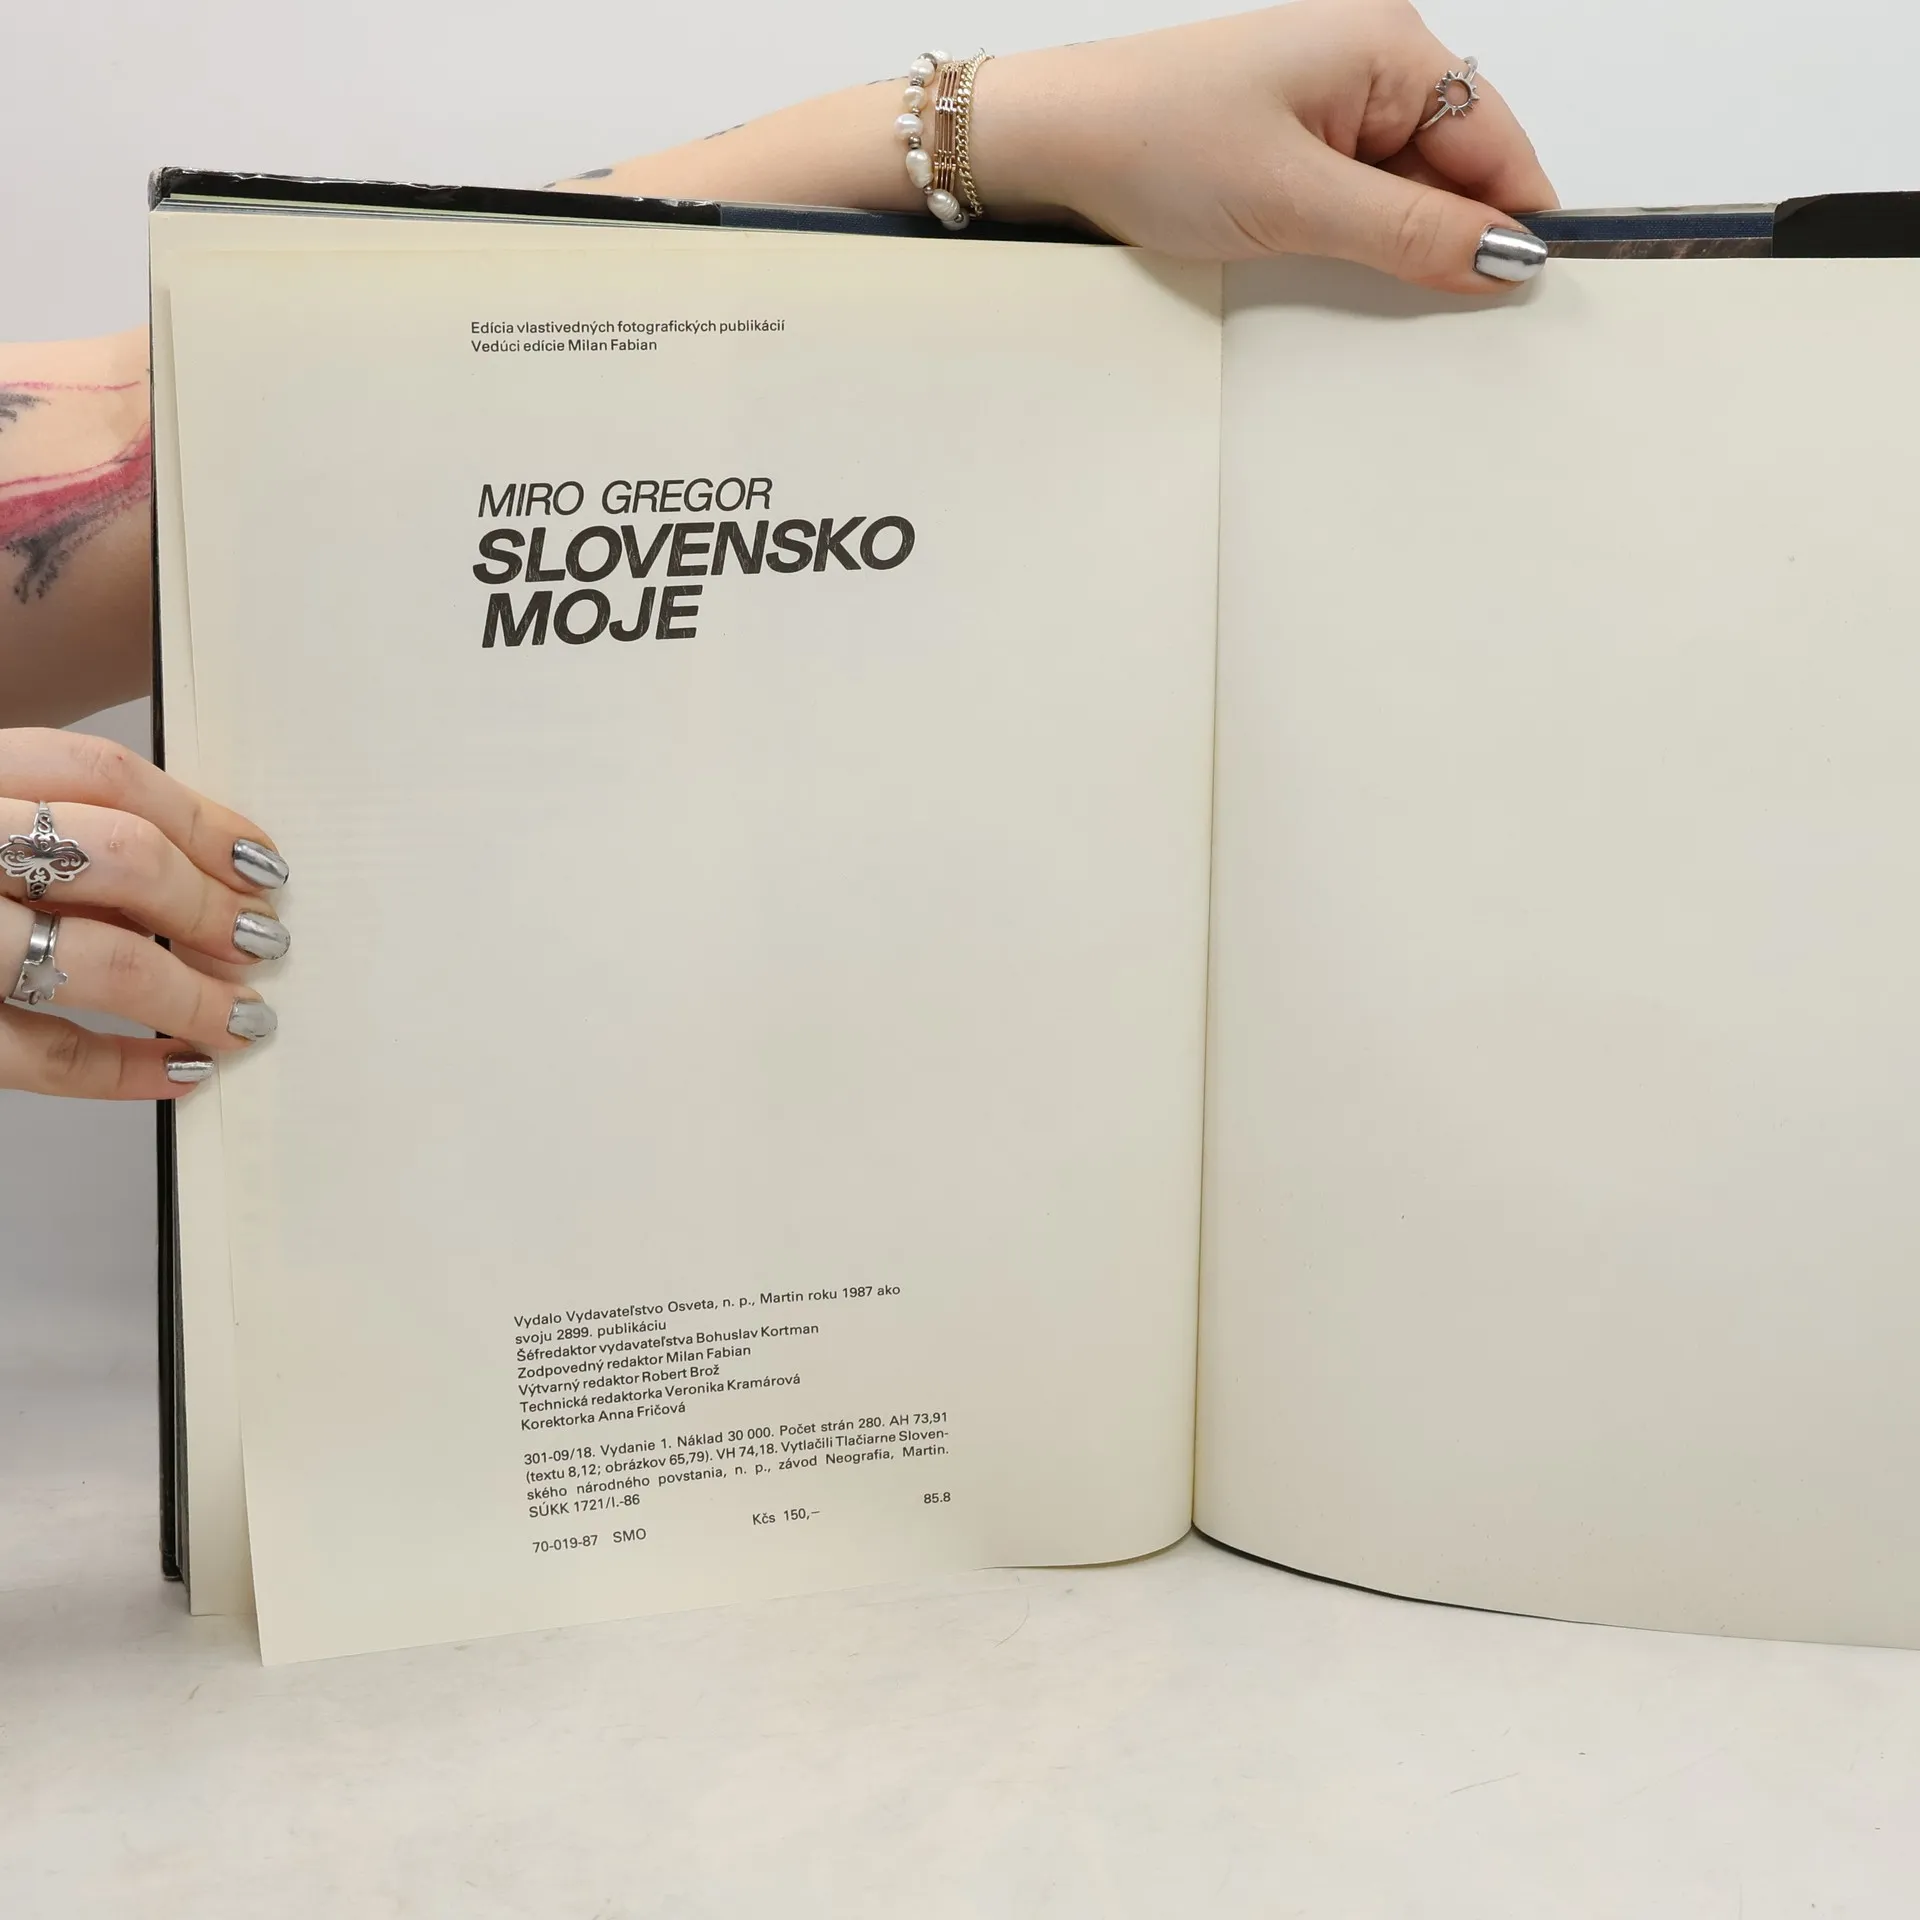 Edícia vlastivedných fotografických publikácií
Vedúci edície Milan Fabian
MIRO GREGOR
SLOVENSKO
MOJE
Vydalo Vydavateľstvo Osveta, n. p., Martin roku 1987 ako
svoju 2899. publikáciu
Šéfredaktor vydavateľstva Bohuslav Kortman
Zodpovedný redaktor Milan Fabian
Výtvarný redaktor Robert Brož
Technická redaktorka Veronika Kramárová
Korektorka Anna Fričová
301-09/18. Vydanie 1. Náklad 30 000. Počet strán 280. AH 73,91
(textu 8,12; obrázkov 65,79). VH 74,18. Vytlačili Tlačiarne Sloven-
ského národného povstania, n. p., závod Neografia, Martin.
SÚKK 1721/I.-86
70-019-87 SMO Kčs 150,— 85.8